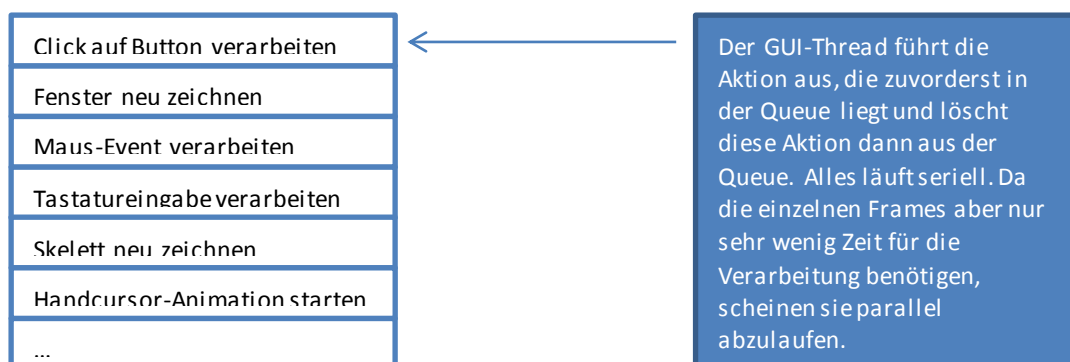 Click auf Button verarbeiten
Fenster neu zeichnen
Maus-Event verarbeiten
Tastatureingabe verarbeiten
Skelett neu zeichnen
Handcursor-Animation starten
...
Der GUI-Thread führt die
Aktion aus, die zuvorderst in
der Queue liegt und löscht
diese Aktion dann aus der
Queue. Alles läuft seriell. Da
die einzelnen Frames aber nur
sehr wenig Zeit für die
Verarbeitung benötigen,
scheinen sie parallel
abzulaufen.